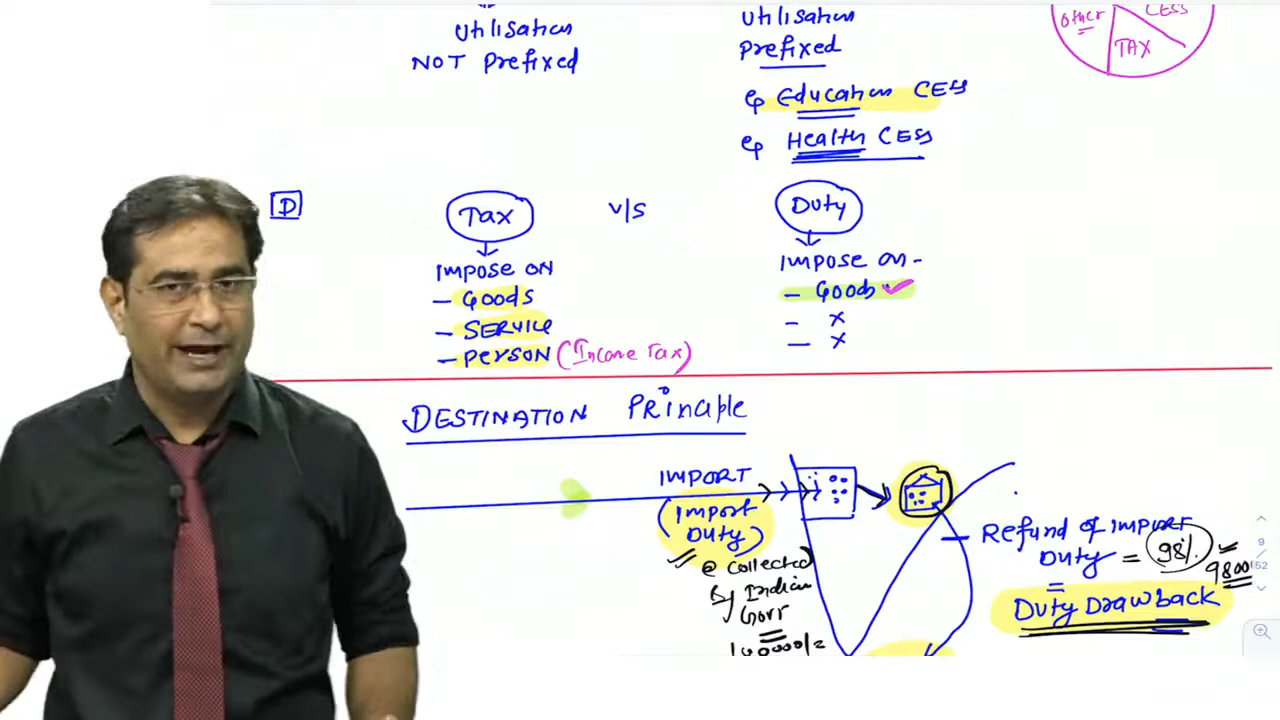 Utilisation
NOT Prefixed
Utilisation
Prefixed
eg Education CESS
eg Health CESS
Other
CESS
TAX
D
Tax
v/s
Duty
Impose ON
- Goods
- SERVICE
- Person (Income Tax)
Impose on-
- Goods ✓
- x
- x
DESTINATION PRinciple
IMPORT
(Import
Duty)
collected
by Indian
Govt
Refund of Import
Duty = 98%
9800
=
Duty Drawback
9
52